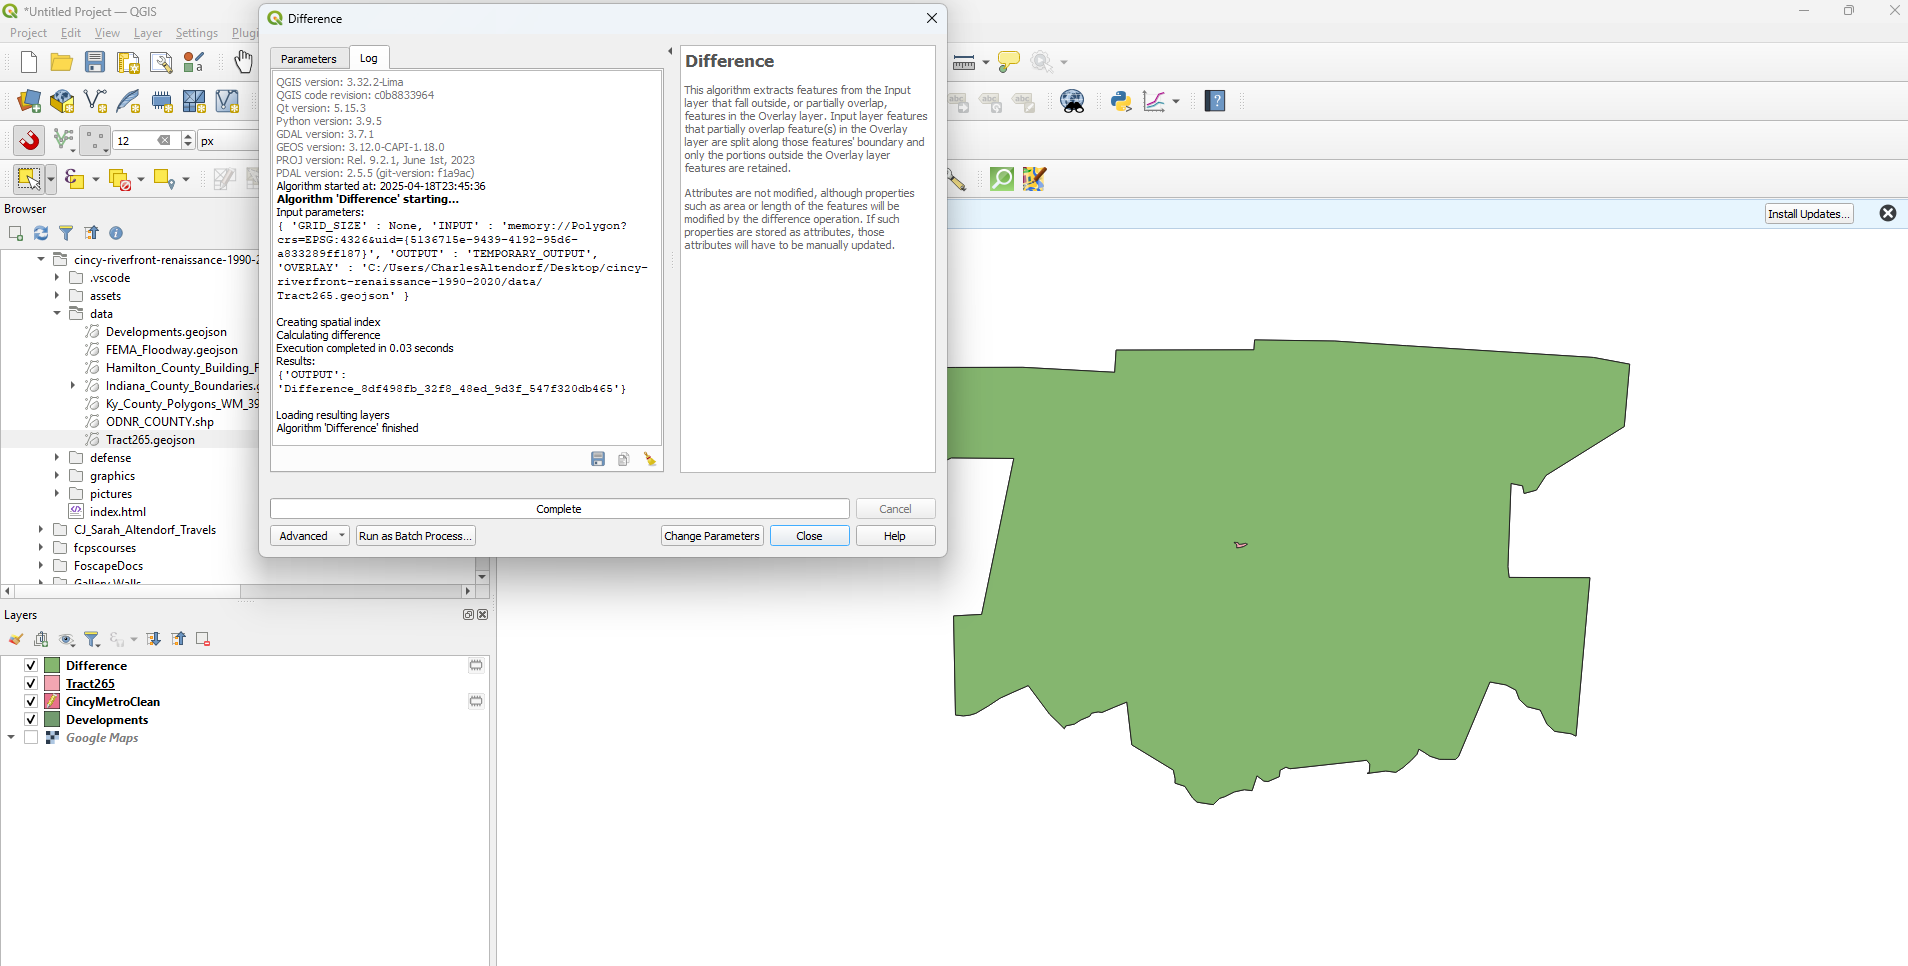 *Untitled Project — QGIS
Project Edit View Layer Settings Plugi
12
px
Browser
cincy-riverfront-renaissance-1990-2
.vscode
assets
data
Developments.geojson
FEMA_Floodway.geojson
Hamilton_County_Building_F
Indiana_County_Boundaries.g
Ky_County_Polygons_WM_39
ODNR_COUNTY.shp
Tract265.geojson
defense
graphics
pictures
index.html
CJ_Sarah_Altendorf_Travels
fcpscourses
FoscapeDocs
Gallery Walls
Layers
Difference
Tract265
CincyMetroClean
Developments
Google Maps
Difference
Parameters Log
QGIS version: 3.32.2-Lima
QGIS code revision: c0b8833964
Qt version: 5.15.3
Python version: 3.9.5
GDAL version: 3.7.1
GEOS version: 3.12.0-CAPI-1.18.0
PROJ version: Rel. 9.2.1, June 1st, 2023
PDAL version: 2.5.5 (git-version: f1a9ac)
Algorithm started at: 2025-04-18T23:45:36
Algorithm 'Difference' starting…
Input parameters:
{ 'GRID_SIZE' : None, 'INPUT' : 'memory://Polygon?
crs=EPSG:4326&uid={5136715e-9439-4192-95d6-
a833289ff187}', 'OUTPUT' : 'TEMPORARY_OUTPUT',
'OVERLAY' : 'C:/Users/CharlesAltendorf/Desktop/cincy-
riverfront-renaissance-1990-2020/data/
Tract265.geojson' }
Creating spatial index
Calculating difference
Execution completed in 0.03 seconds
Results:
{'OUTPUT':
'Difference_8df498fb_32f8_48ed_9d3f_547f320db465'}
Loading resulting layers
Algorithm 'Difference' finished
Difference
This algorithm extracts features from the Input
layer that fall outside, or partially overlap,
features in the Overlay layer. Input layer features
that partially overlap feature(s) in the Overlay
layer are split along those features' boundary and
only the portions outside the Overlay layer
features are retained.
Attributes are not modified, although properties
such as area or length of the features will be
modified by the difference operation. If such
properties are stored as attributes, those
attributes will have to be manually updated.
Complete
Cancel
Advanced
Run as Batch Process…
Change Parameters
Close
Help
abc
abc
abc
Install Updates…